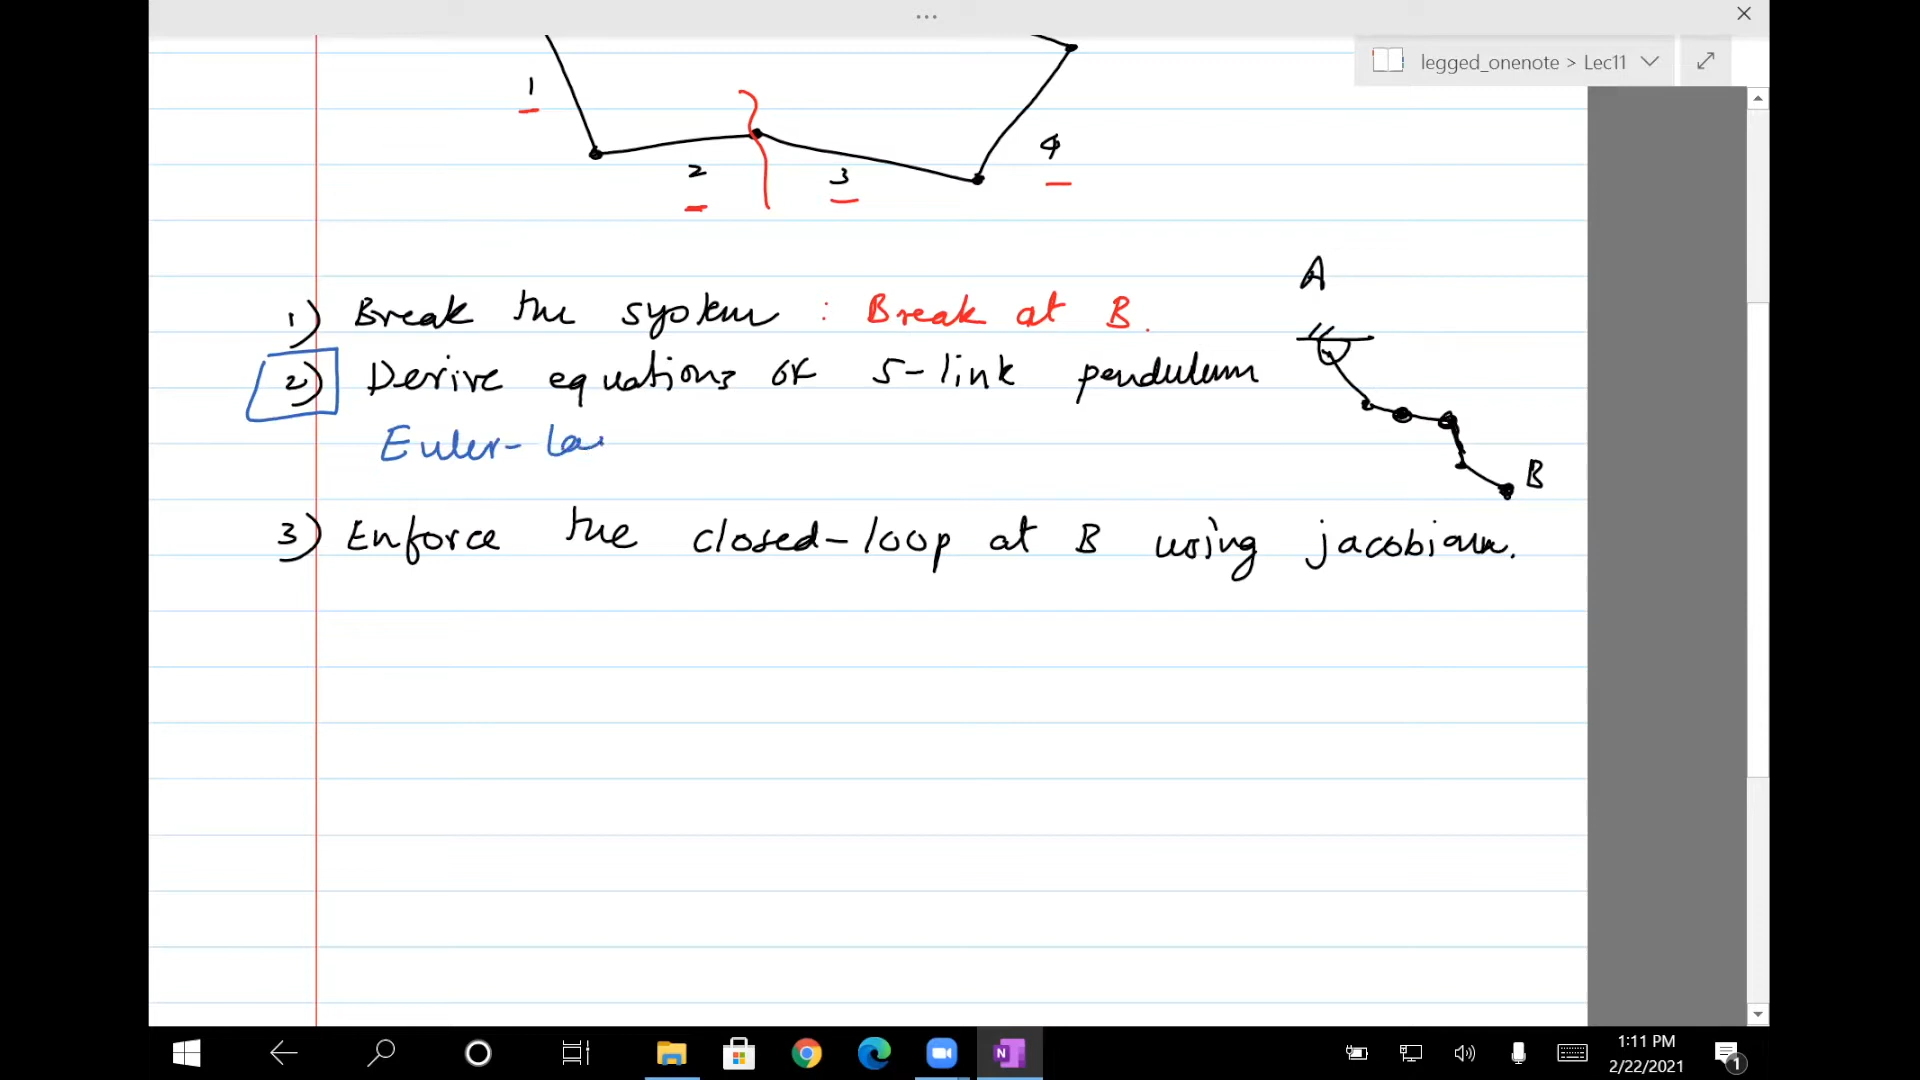 legged_onenote > Lec11
1
2
3
4
A
1) Break the system : Break at B.
2) Derive equations of 5-link pendulum
Euler- La
B
3) Enforce the closed-loop at B using jacobian.
1:11 PM
2/22/2021
1